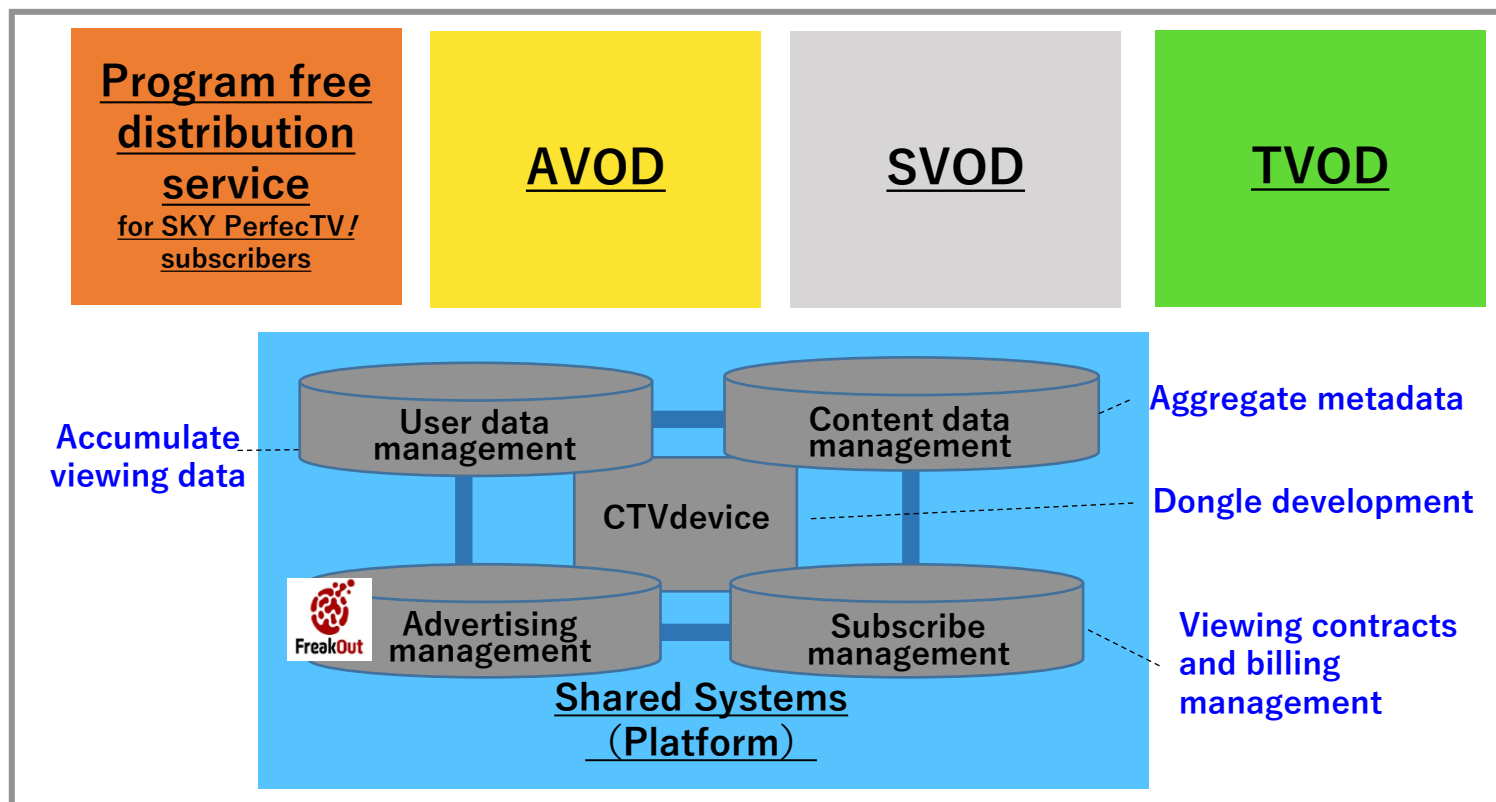 Program free
distribution
service
for SKY PerfecTV!
subscribers
AVOD
SVOD
TVOD
User data
management
Content data
management
Accumulate
viewing data
Aggregate metadata
CTVdevice
Dongle development
FreakOut
Advertising
management
Subscribe
management
Viewing contracts
and billing
management
Shared Systems
（Platform）